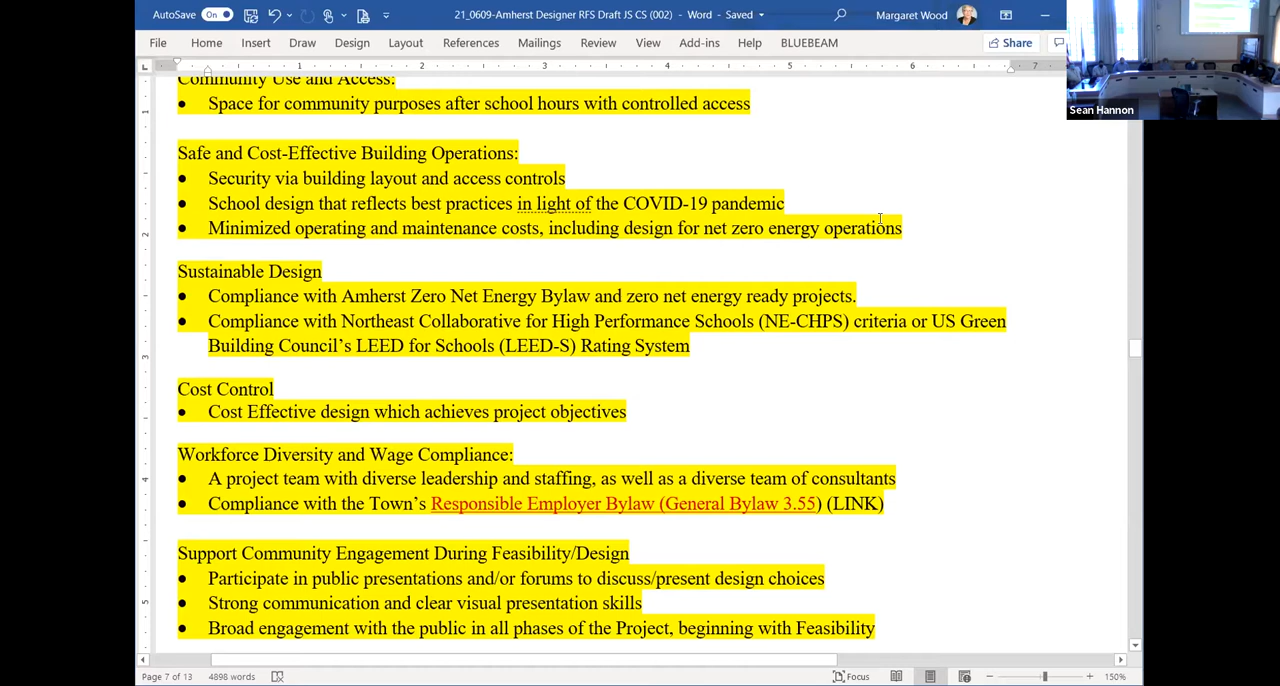 AutoSave On 21_0609-Amherst Designer RFS Draft JS CS (002) - Word - Saved Margaret Wood
File Home Insert Draw Design Layout References Mailings Review View Add-ins Help BLUEBEAM Share
1 2 3 4 5 6 7
Sean Hannon
Community Use and Access:
• Space for community purposes after school hours with controlled access
Safe and Cost-Effective Building Operations:
• Security via building layout and access controls
• School design that reflects best practices in light of the COVID-19 pandemic
• Minimized operating and maintenance costs, including design for net zero energy operations
Sustainable Design
• Compliance with Amherst Zero Net Energy Bylaw and zero net energy ready projects.
• Compliance with Northeast Collaborative for High Performance Schools (NE-CHPS) criteria or US Green
Building Council’s LEED for Schools (LEED-S) Rating System
Cost Control
• Cost Effective design which achieves project objectives
Workforce Diversity and Wage Compliance:
• A project team with diverse leadership and staffing, as well as a diverse team of consultants
• Compliance with the Town’s Responsible Employer Bylaw (General Bylaw 3.55) (LINK)
Support Community Engagement During Feasibility/Design
• Participate in public presentations and/or forums to discuss/present design choices
• Strong communication and clear visual presentation skills
• Broad engagement with the public in all phases of the Project, beginning with Feasibility
Page 7 of 13 4898 words Focus 150%